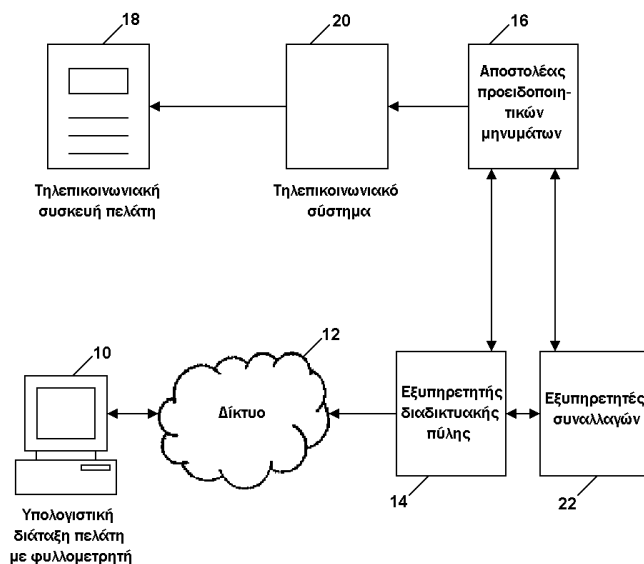 18
20
16
Αποστολέας
προειδοποιη-
τικών
μηνυμάτων
Τηλεπικοινωνιακή
συσκευή πελάτη
Τηλεπικοινωνιακό
σύστημα
10
12
Δίκτυο
Εξυπηρετητής
διαδικτυακής
πύλης
Εξυπηρετητές
συναλλαγών
14
22
Υπολογιστική
διάταξη πελάτη
με φυλλομετρητή